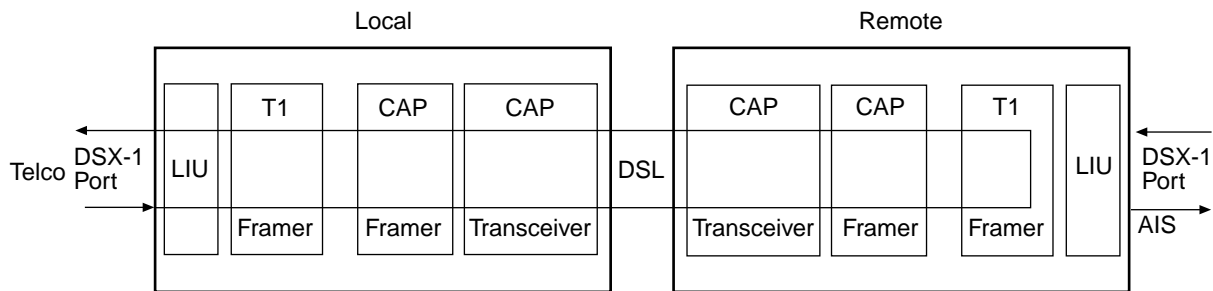 Local
Remote
T1
CAP
CAP
CAP
CAP
T1
Telco
DSX-1
Port
LIU
DSL
LIU
DSX-1
Port
Framer
Framer
Transceiver
Transceiver
Framer
Framer
AIS